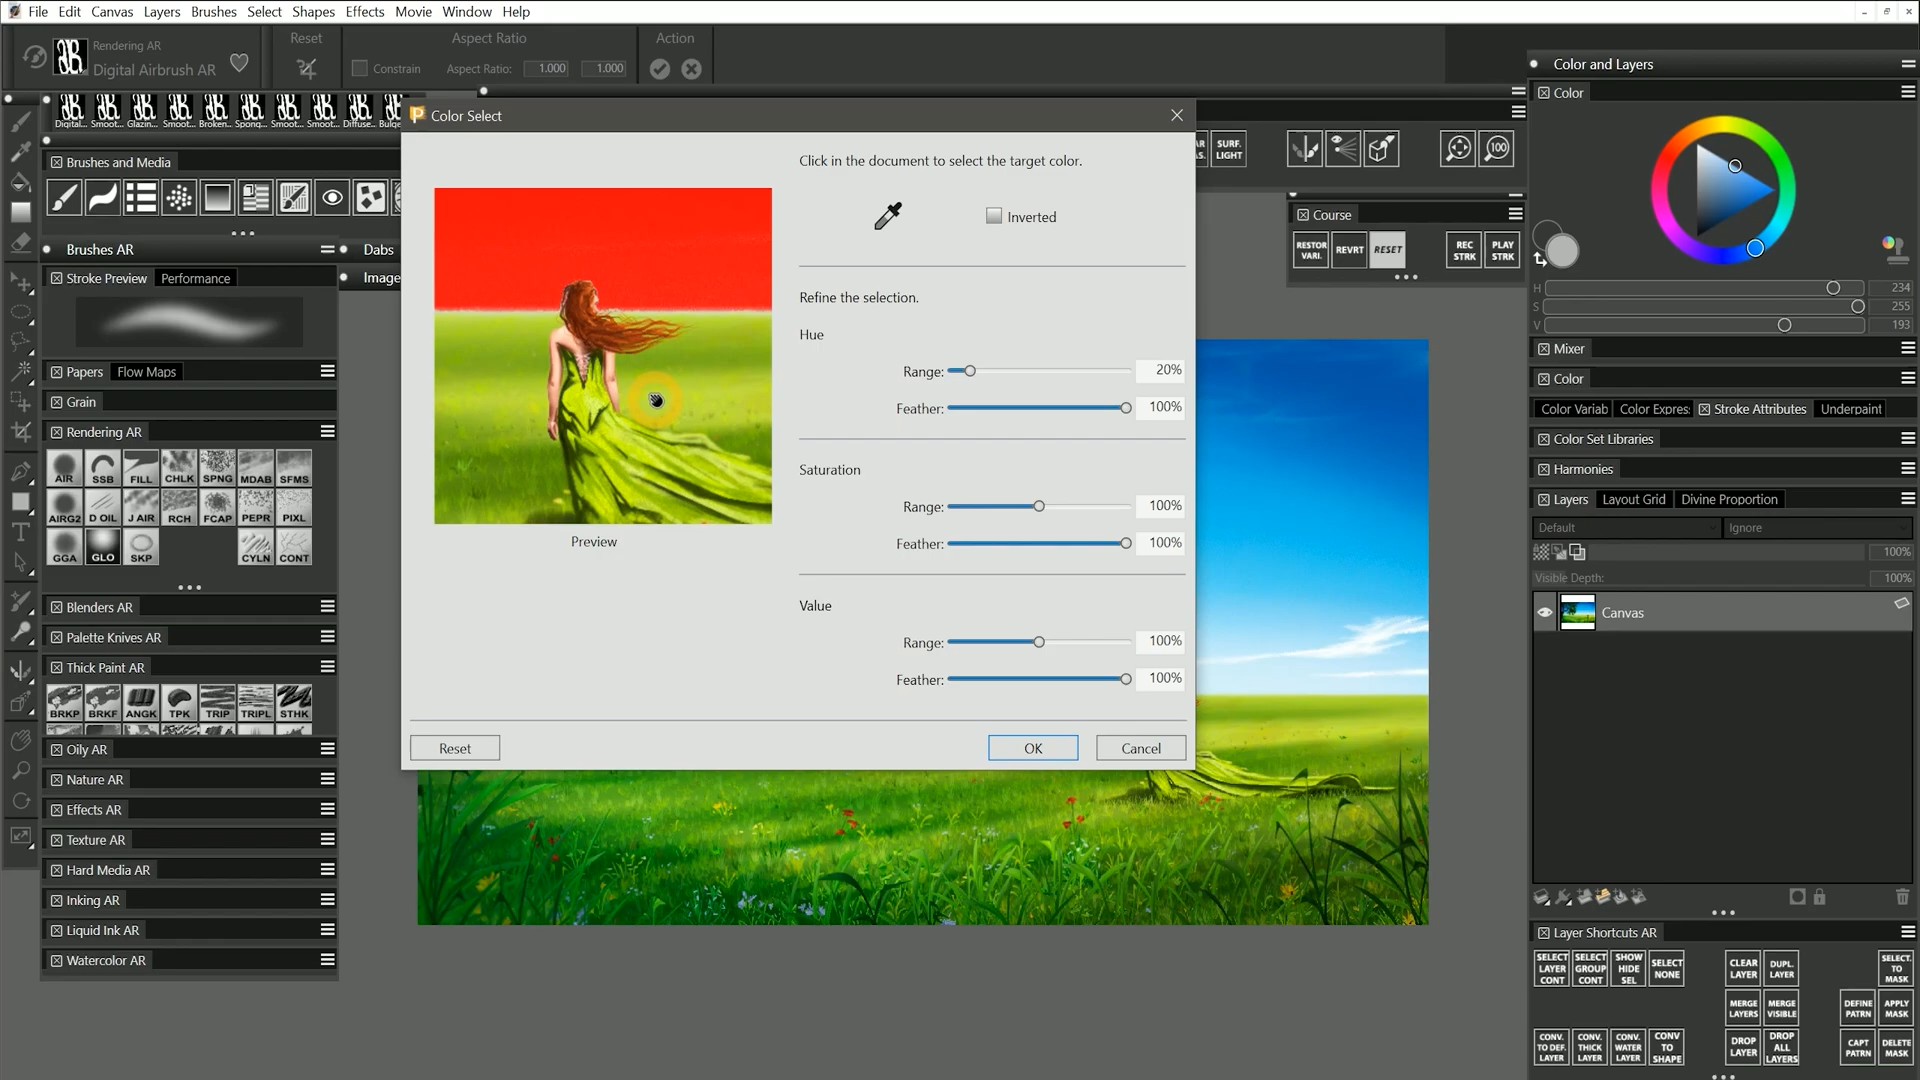 File Edit Canvas Layers Brushes Select Shapes Effects Movie Window Help
Rendering AR
Digital Airbrush AR
Reset
Aspect Ratio
Constrain
Aspect Ratio: 1.000 1.000
Action
Digital... Smoot... Glazin... Smoot... Broken... Spong... Smoot... Smoot... Diffuse...
Brushes and Media
Brushes AR
Dabs
Stroke Preview Performance
Image
Papers Flow Maps
Grain
Rendering AR
AIR SSB FILL CHLK SPNG MDAB SFMS
AIRG2 D OIL J AIR RCH FCAP PEPR PIXL
GGA GLO SKP CYLN CONT
Blenders AR
Palette Knives AR
Thick Paint AR
BRKP BRKF ANGK TPK TRIP TRIPL STHK
Oily AR
Nature AR
Effects AR
Texture AR
Hard Media AR
Inking AR
Liquid Ink AR
Watercolor AR
Color Select
Click in the document to select the target color.
Inverted
Refine the selection.
Hue
Range: 20%
Feather: 100%
Saturation
Range: 100%
Feather: 100%
Value
Range: 100%
Feather: 100%
Preview
Reset
OK
Cancel
SURF. LIGHT
100
Course
RESTOR VARI. REVRT RESET REC STRK PLAY STRK
Color and Layers
Color
H 234
S 255
V 193
Mixer
Color
Color Variab Color Expres: Stroke Attributes Underpaint
Color Set Libraries
Harmonies
Layers Layout Grid Divine Proportion
Default Ignore
100%
Visible Depth: 100%
Canvas
Layer Shortcuts AR
SELECT LAYER CONT SELECT GROUP CONT SHOW HIDE SEL SELECT NONE CLEAR LAYER DUPL. LAYER SELECT. TO MASK
MERGE LAYERS MERGE VISIBLE DEFINE PATRN APPLY MASK
CONV. TO DEF. LAYER CONV. THICK LAYER CONV. WATER LAYER CONV TO SHAPE DROP LAYER DROP ALL LAYERS CAPT PATRN DELETE MASK